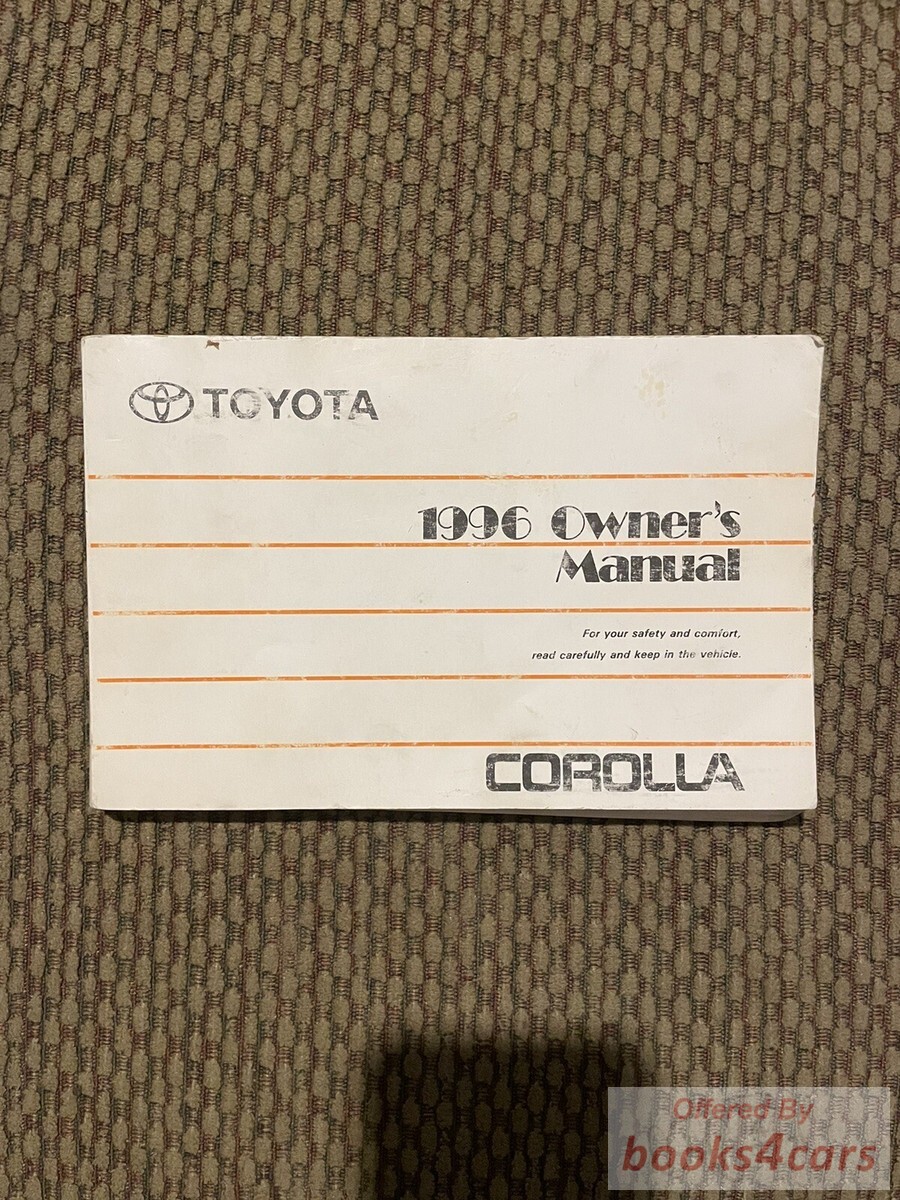 TOYOTA
1996 Owner's
Manual
For your safety and comfort,
read carefully and keep in the vehicle.
COROLLA
Offered By
books4cars